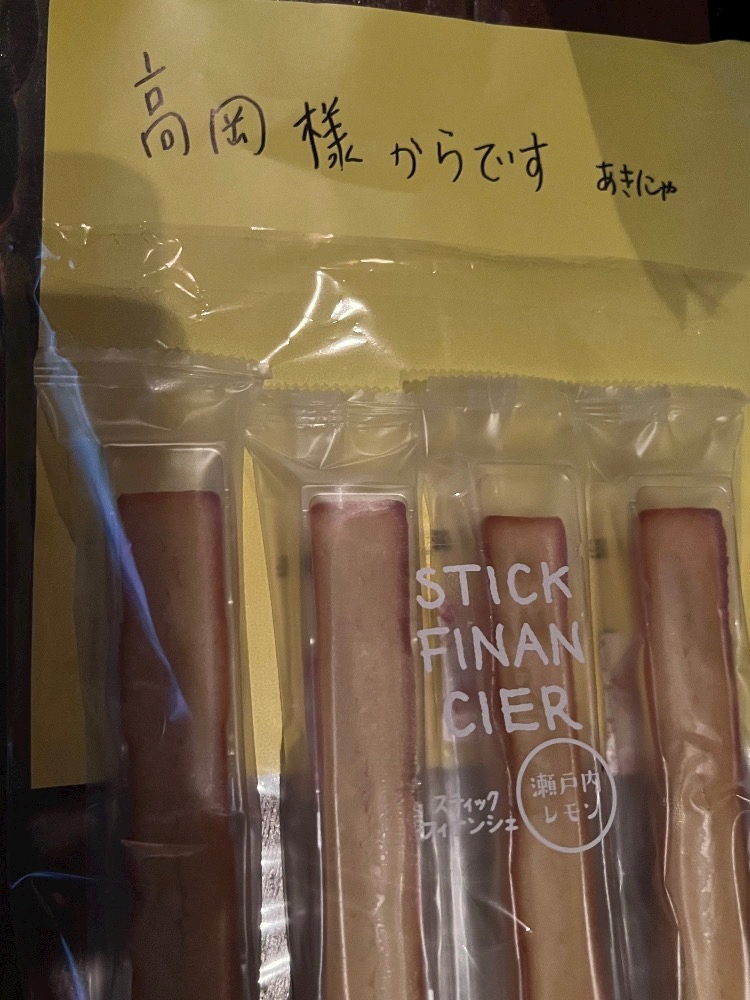 高岡様からです あきにゃ
STICK
FINAN
CIER
スティック
フィナンシェ
瀬戸内
レモン